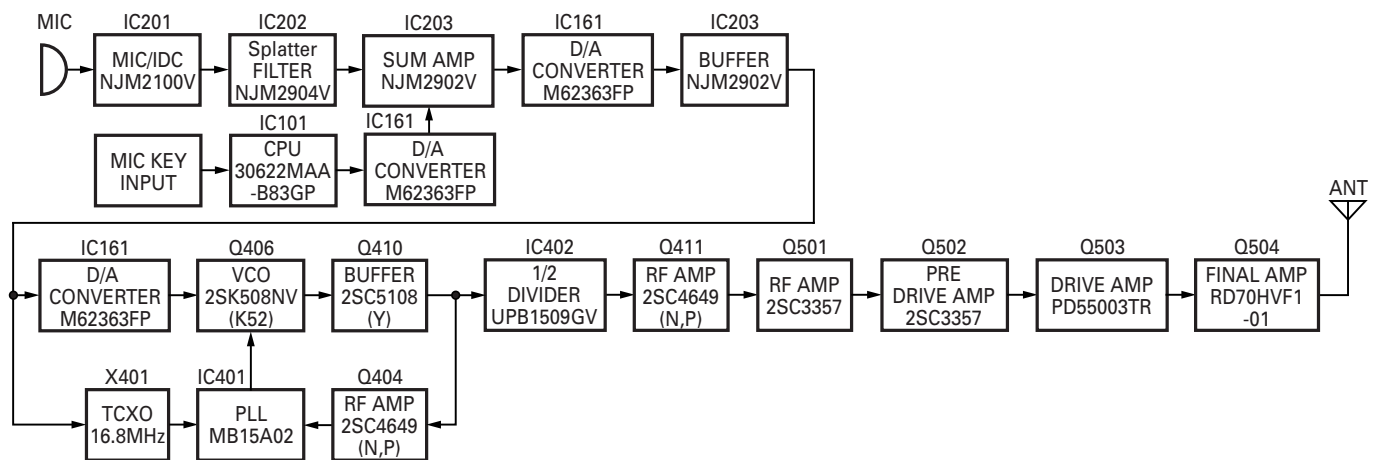 MIC
IC201
MIC/IDC
NJM2100V
IC202
Splatter
FILTER
NJM2904V
IC203
SUM AMP
NJM2902V
IC161
D/A
CONVERTER
M62363FP
IC203
BUFFER
NJM2902V
MIC KEY
INPUT
IC101
CPU
30622MAA
-B83GP
IC161
D/A
CONVERTER
M62363FP
ANT
IC161
D/A
CONVERTER
M62363FP
Q406
VCO
2SK508NV
(K52)
Q410
BUFFER
2SC5108
(Y)
IC402
1/2
DIVIDER
UPB1509GV
Q411
RF AMP
2SC4649
(N,P)
Q501
RF AMP
2SC3357
Q502
PRE
DRIVE AMP
2SC3357
Q503
DRIVE AMP
PD55003TR
Q504
FINAL AMP
RD70HVF1
-01
X401
TCXO
16.8MHz
IC401
PLL
MB15A02
Q404
RF AMP
2SC4649
(N,P)